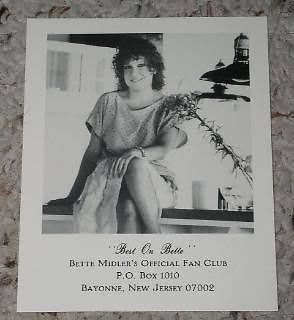 "Best On Bette"
Bette Midler's Official Fan Club
P.O. Box 1010
Bayonne, New Jersey 07002